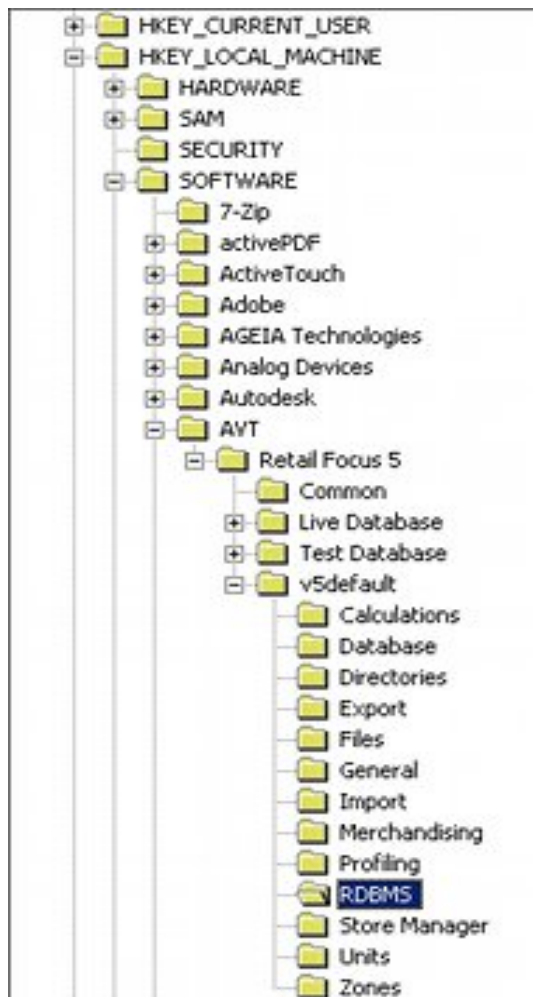 HKEY_CURRENT_USER
HKEY_LOCAL_MACHINE
HARDWARE
SAM
SECURITY
SOFTWARE
7-Zip
activePDF
ActiveTouch
Adobe
AGEIA Technologies
Analog Devices
Autodesk
AVT
Retail Focus 5
Common
Live Database
Test Database
v5default
Calculations
Database
Directories
Export
Files
General
Import
Merchandising
Profiling
RDBMS
Store Manager
Units
Zones